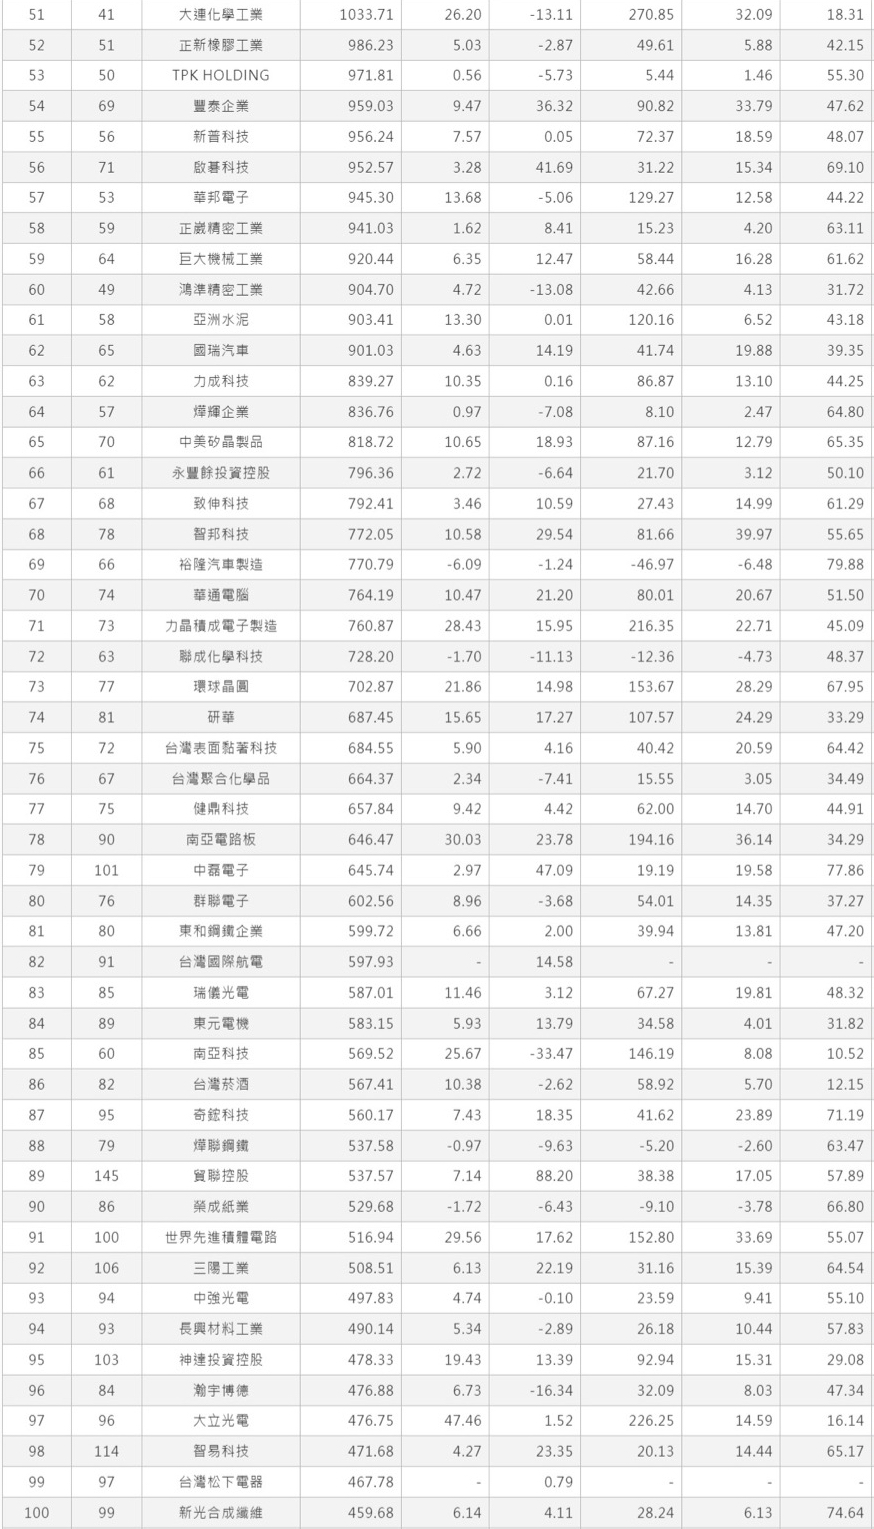 51 41 大連化學工業 1033.71 26.20 -13.11 270.85 32.09 18.31
52 51 正新橡膠工業 986.23 5.03 -2.87 49.61 5.88 42.15
53 50 TPK HOLDING 971.81 0.56 -5.73 5.44 1.46 55.30
54 69 豐泰企業 959.03 9.47 36.32 90.82 33.79 47.62
55 56 新普科技 956.24 7.57 0.05 72.37 18.59 48.07
56 71 啟碁科技 952.57 3.28 41.69 31.22 15.34 69.10
57 53 華邦電子 945.30 13.68 -5.06 129.27 12.58 44.22
58 59 正崴精密工業 941.03 1.62 8.41 15.23 4.20 63.11
59 64 巨大機械工業 920.44 6.35 12.47 58.44 16.28 61.62
60 49 鴻準精密工業 904.70 4.72 -13.08 42.66 4.13 31.72
61 58 亞洲水泥 903.41 13.30 0.01 120.16 6.52 43.18
62 65 國瑞汽車 901.03 4.63 14.19 41.74 19.88 39.35
63 62 力成科技 839.27 10.35 0.16 86.87 13.10 44.25
64 57 燁輝企業 836.76 0.97 -7.08 8.10 2.47 64.80
65 70 中美矽晶製品 818.72 10.65 18.93 87.16 12.79 65.35
66 61 永豐餘投資控股 796.36 2.72 -6.64 21.70 3.12 50.10
67 68 致伸科技 792.41 3.46 10.59 27.43 14.99 61.29
68 78 智邦科技 772.05 10.58 29.54 81.66 39.97 55.65
69 66 裕隆汽車製造 770.79 -6.09 -1.24 -46.97 -6.48 79.88
70 74 華通電腦 764.19 10.47 21.20 80.01 20.67 51.50
71 73 力晶積成電子製造 760.87 28.43 15.95 216.35 22.71 45.09
72 63 聯成化學科技 728.20 -1.70 -11.13 -12.36 -4.73 48.37
73 77 環球晶圓 702.87 21.86 14.98 153.67 28.29 67.95
74 81 研華 687.45 15.65 17.27 107.57 24.29 33.29
75 72 台灣表面黏著科技 684.55 5.90 4.16 40.42 20.59 64.42
76 67 台灣聚合化學品 664.37 2.34 -7.41 15.55 3.05 34.49
77 75 健鼎科技 657.84 9.42 4.42 62.00 14.70 44.91
78 90 南亞電路板 646.47 30.03 23.78 194.16 36.14 34.29
79 101 中磊電子 645.74 2.97 47.09 19.19 19.58 77.86
80 76 群聯電子 602.56 8.96 -3.68 54.01 14.35 37.27
81 80 東和鋼鐵企業 599.72 6.66 2.00 39.94 13.81 47.20
82 91 台灣國際航電 597.93 - 14.58 - - -
83 85 瑞儀光電 587.01 11.46 3.12 67.27 19.81 48.32
84 89 東元電機 583.15 5.93 13.79 34.58 4.01 31.82
85 60 南亞科技 569.52 25.67 -33.47 146.19 8.08 10.52
86 82 台灣菸酒 567.41 10.38 -2.62 58.92 5.70 12.15
87 95 奇鋐科技 560.17 7.43 18.35 41.62 23.89 71.19
88 79 燁聯鋼鐵 537.58 -0.97 -9.63 -5.20 -2.60 63.47
89 145 貿聯控股 537.57 7.14 88.20 38.38 17.05 57.89
90 86 榮成紙業 529.68 -1.72 -6.43 -9.10 -3.78 66.80
91 100 世界先進積體電路 516.94 29.56 17.62 152.80 33.69 55.07
92 106 三陽工業 508.51 6.13 22.19 31.16 15.39 64.54
93 94 中強光電 497.83 4.74 -0.10 23.59 9.41 55.10
94 93 長興材料工業 490.14 5.34 -2.89 26.18 10.44 57.83
95 103 神達投資控股 478.33 19.43 13.39 92.94 15.31 29.08
96 84 瀚宇博德 476.88 6.73 -16.34 32.09 8.03 47.34
97 96 大立光電 476.75 47.46 1.52 226.25 14.59 16.14
98 114 智易科技 471.68 4.27 23.35 20.13 14.44 65.17
99 97 台灣松下電器 467.78 - 0.79 - - -
100 99 新光合成纖維 459.68 6.14 4.11 28.24 6.13 74.64